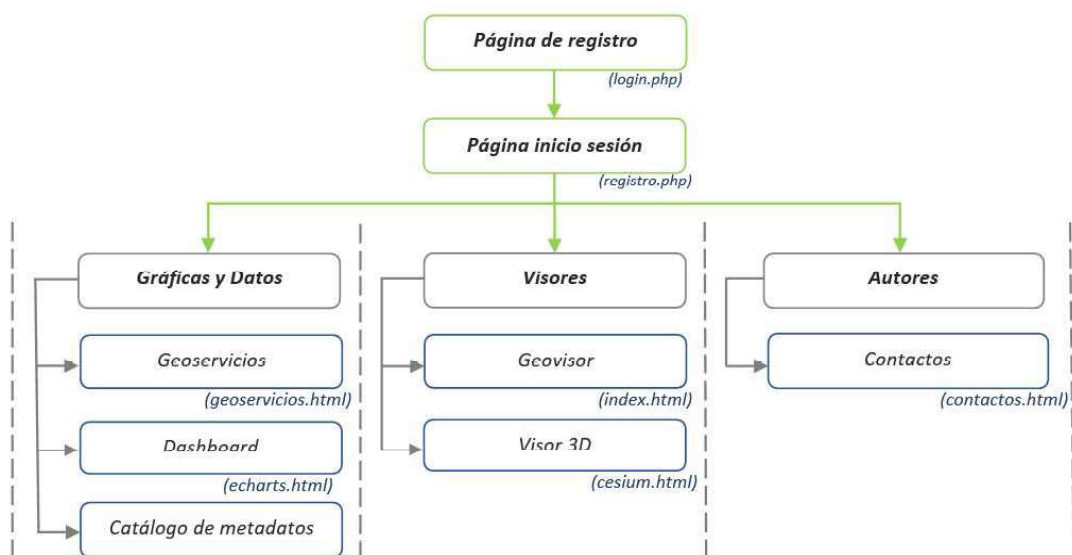 Página de registro
(login.php)
Página inicio sesión
(registro.php)
Gráficas y Datos
Geoservicios
(geoservicios.html)
Dashboard
(echarts.html)
Catálogo de metadatos
Visores
Geovisor
(index.html)
Visor 3D
(cesium.html)
Autores
Contactos
(contactos.html)